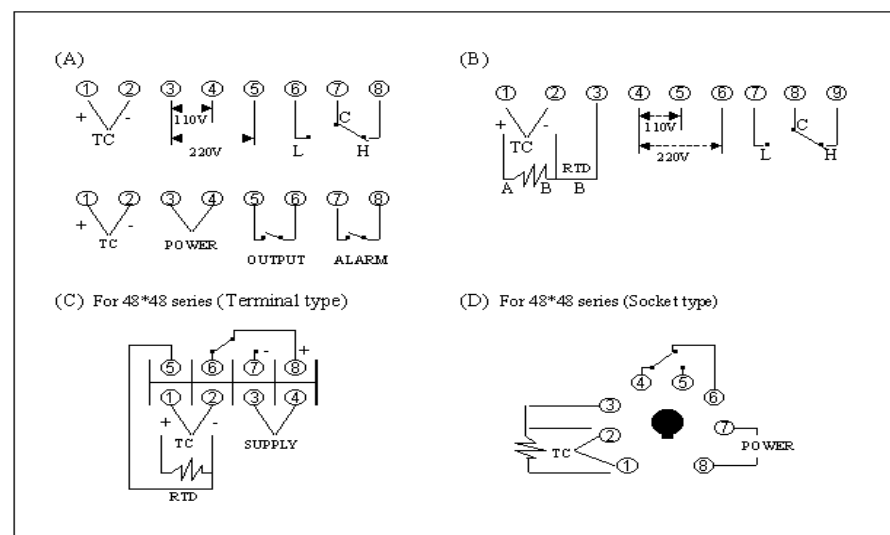 (A)
① ② ③ ④ ⑤ ⑥ ⑦ ⑧
+ - 110V C
TC 220V L H
① ② ③ ④ ⑤ ⑥ ⑦ ⑧
+ -
TC POWER OUTPUT ALARM
(B)
① ② ③ ④ ⑤ ⑥ ⑦ ⑧ ⑨
+ - 110V C
TC 220V L H
RTD
A B B
(C) For 48*48 series (Terminal type)
⑤ ⑥ ⑦ - ⑧ +
① ② ③ ④
+ TC - SUPPLY
RTD
(D) For 48*48 series (Socket type)
④ ⑤ ⑥
③
② ⑦
TC POWER
① ⑧